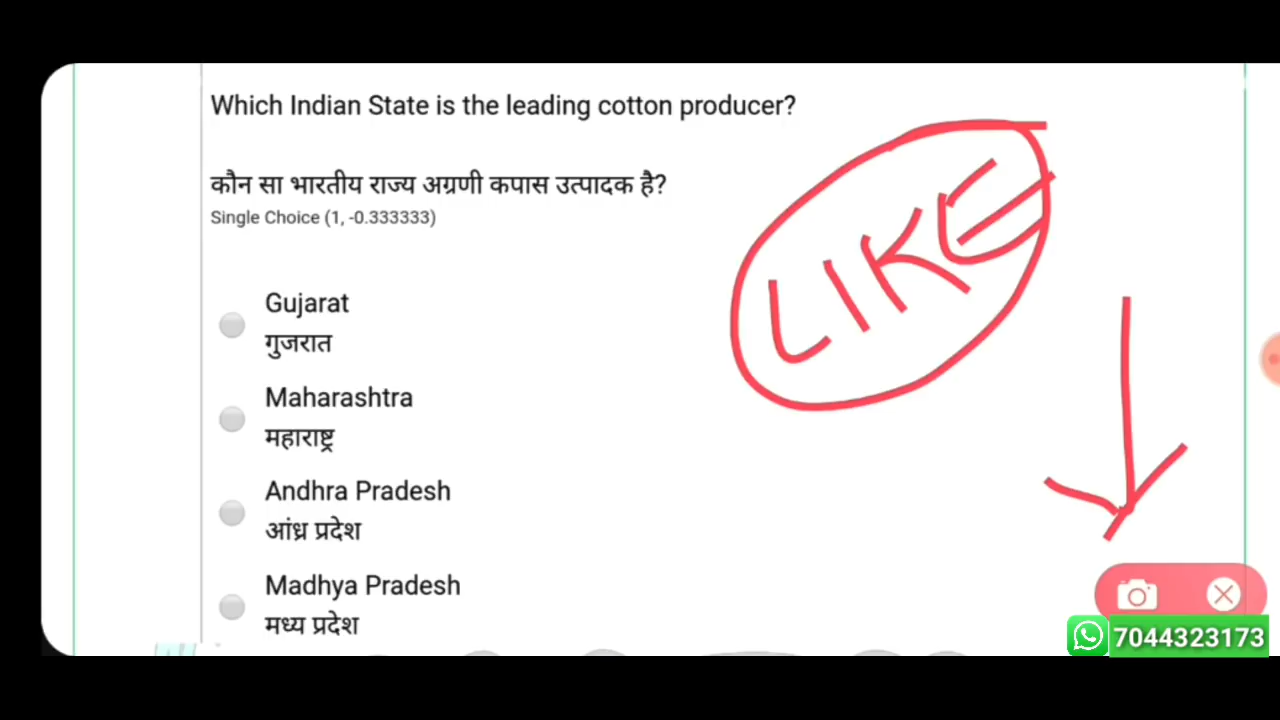 Which Indian State is the leading cotton producer?
कौन सा भारतीय राज्य अग्रणी कपास उत्पादक है?
Single Choice (1, -0.333333)
LIKE
Gujarat
गुजरात
Maharashtra
महाराष्ट्र
Andhra Pradesh
आंध्र प्रदेश
Madhya Pradesh
मध्य प्रदेश
7044323173